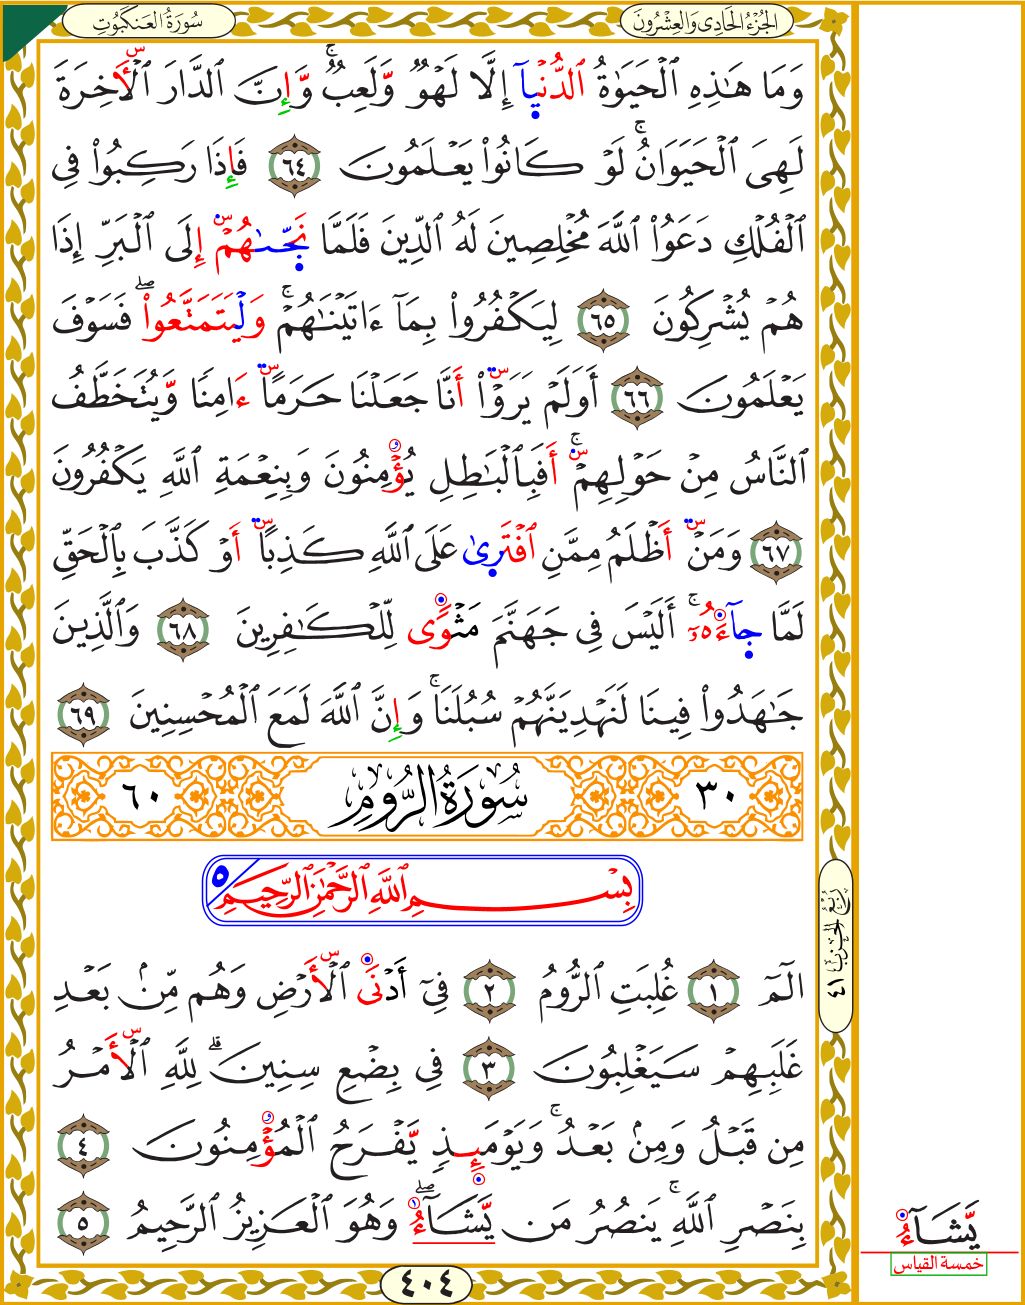 سُورَةُ العَنكَبُوتِ
الجُزْءُ الحَادِى وَالعِشْرُونَ
وَمَا هَٰذِهِ ٱلْحَيَوٰةُ ٱلدُّنْيَآ إِلَّا لَهْوٌ وَلَعِبٌ ۚ وَإِنَّ ٱلدَّارَ ٱلْأَخِرَةَ
لَهِىَ ٱلْحَيَوَانُ ۚ لَوْ كَانُوا۟ يَعْلَمُونَ ٦٤ فَإِذَا رَكِبُوا۟ فِى
ٱلْفُلْكِ دَعَوُا۟ ٱللَّهَ مُخْلِصِينَ لَهُ ٱلدِّينَ فَلَمَّا نَجَّىٰهُمْ إِلَى ٱلْبَرِّ إِذَا
هُمْ يُشْرِكُونَ ٦٥ لِيَكْفُرُوا۟ بِمَآ ءَاتَيْنَٰهُمْ ۚ وَلْيَتَمَتَّعُوا۟ ۖ فَسَوْفَ
يَعْلَمُونَ ٦٦ أَوَلَمْ يَرَوْا۟ أَنَّا جَعَلْنَا حَرَمًا ءَامِنًا وَيُتَخَطَّفُ
ٱلنَّاسُ مِنْ حَوْلِهِمْ ۚ أَفَبِٱلْبَٰطِلِ يُؤْمِنُونَ وَبِنِعْمَةِ ٱللَّهِ يَكْفُرُونَ
٦٧ وَمَنْ أَظْلَمُ مِمَّنِ ٱفْتَرَىٰ عَلَى ٱللَّهِ كَذِبًا أَوْ كَذَّبَ بِٱلْحَقِّ
لَمَّا جَآءَهُۥٓ ۚ أَلَيْسَ فِى جَهَنَّمَ مَثْوًى لِّلْكَٰفِرِينَ ٦٨ وَٱلَّذِينَ
جَٰهَدُوا۟ فِينَا لَنَهْدِيَنَّهُمْ سُبُلَنَا ۚ وَإِنَّ ٱللَّهَ لَمَعَ ٱلْمُحْسِنِينَ ٦٩
٣٠ سُورَةُ الرُّومِ ٦٠
بِسْمِ ٱللَّهِ ٱلرَّحْمَٰنِ ٱلرَّحِيمِ ٥
الٓمٓ ١ غُلِبَتِ ٱلرُّومُ ٢ فِىٓ أَدْنَى ٱلْأَرْضِ وَهُم مِّنۢ بَعْدِ
غَلَبِهِمْ سَيَغْلِبُونَ ٣ فِى بِضْعِ سِنِينَ ۗ لِلَّهِ ٱلْأَمْرُ
مِن قَبْلُ وَمِنۢ بَعْدُ ۚ وَيَوْمَئِذٍ يَفْرَحُ ٱلْمُؤْمِنُونَ ٤
بِنَصْرِ ٱللَّهِ ۚ يَنصُرُ مَن يَّشَآءُ ۖ وَهُوَ ٱلْعَزِيزُ ٱلرَّحِيمُ ٥
رُبْعُ الحِزْبِ ٤١
يَّشَآءُ
خمسة القياس
٤٠٤